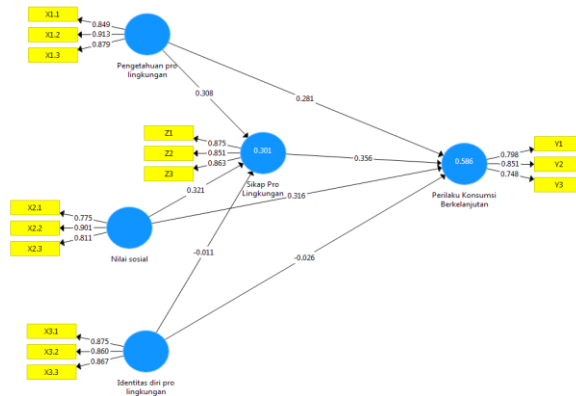 X1.1
0.849
X1.2
0.913
X1.3
0.879
Pengetahuan pro
lingkungan
0.308
0.281
Z1
0.875
Z2
0.851
Z3
0.863
0.301
Sikap Pro
Lingkungan
0.356
0.586
Perilaku Konsumsi
Berkelanjutan
0.798
Y1
0.851
Y2
0.748
Y3
X2.1
0.775
X2.2
0.901
X2.3
0.811
Nilai sosial
0.321
0.316
-0.011
-0.026
X3.1
0.875
X3.2
0.860
X3.3
0.867
Identitas diri pro
lingkungan